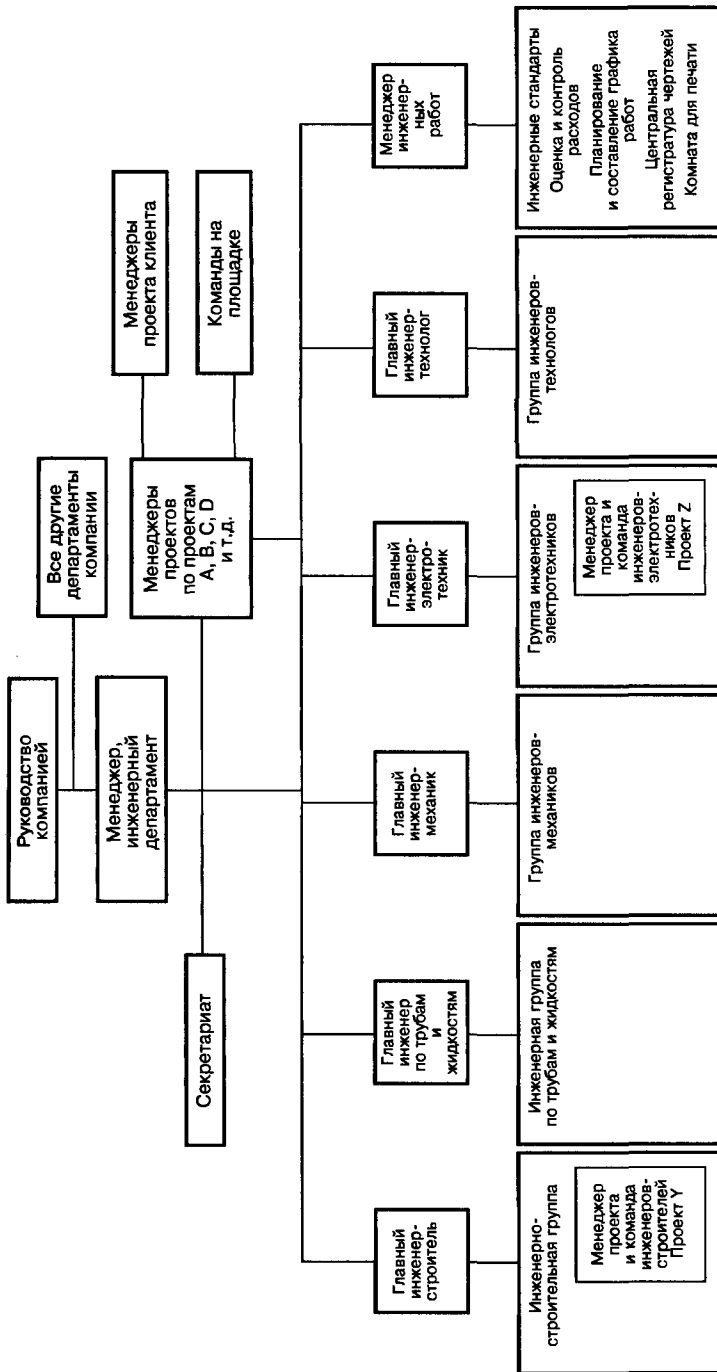 Руководство
компанией
Все другие
департаменты
компании
Менеджер,
инженерный
департамент
Менеджеры
проекта клиента
Менеджеры
проектов
по проектам
A, B, C, D
и т.д.
Команды на
площадке
Секретариат
Главный
инженер-
строитель
Главный
инженер
по трубам
и
жидкостям
Главный
инженер-
механик
Главный
инженер-
электро-
техник
Главный
инженер-
технолог
Менеджер
инженер-
ных
работ
Инженерно-
строительная группа
Менеджер
проекта
и команда
инженеров-
строителей
Проект Y
Инженерная группа
по трубам и жидкостям
Группа инженеров-
механиков
Группа инженеров-
электротехников
Менеджер
проекта и
команда
инженеров-
электротех-
ников
Проект Z
Группа инженеров-
технологов
Инженерные стандарты
Оценка и контроль
расходов
Планирование
и составление графика
работ
Центральная
регистратура чертежей
Комната для печати